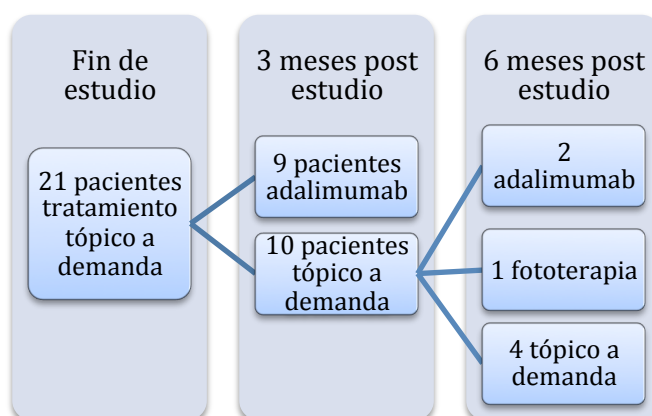 Fin de
estudio
21 pacientes
tratamiento
tópico a
demanda
3 meses post
estudio
9 pacientes
adalimumab
10 pacientes
tópico a
demanda
6 meses post
estudio
2
adalimumab
1 fototerapia
4 tópico a
demanda